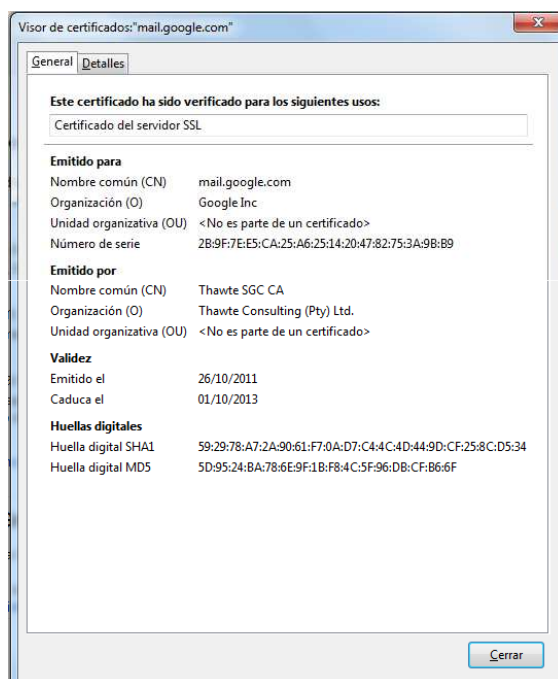 Visor de certificados:"mail.google.com"
General Detalles
Este certificado ha sido verificado para los siguientes usos:
Certificado del servidor SSL
Emitido para
Nombre común (CN) mail.google.com
Organización (O) Google Inc
Unidad organizativa (OU) <No es parte de un certificado>
Número de serie 2B:9F:7E:E5:CA:25:A6:25:14:20:47:82:75:3A:9B:B9
Emitido por
Nombre común (CN) Thawte SGC CA
Organización (O) Thawte Consulting (Pty) Ltd.
Unidad organizativa (OU) <No es parte de un certificado>
Validez
Emitido el 26/10/2011
Caduca el 01/10/2013
Huellas digitales
Huella digital SHA1 59:29:78:A7:2A:90:61:F7:0A:D7:C4:4C:4D:44:9D:CF:25:8C:D5:34
Huella digital MD5 5D:95:24:BA:78:6E:9F:1B:F8:4C:5F:96:DB:CF:B6:6F
Cerrar